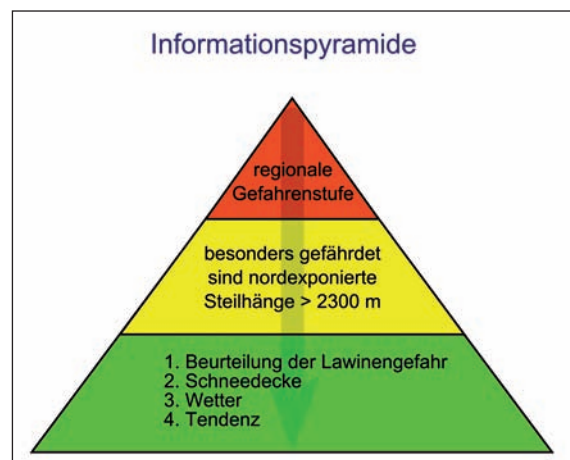 Informationspyramide
regionale
Gefahrenstufe
besonders gefährdet
sind nordexponierte
Steilhänge > 2300 m
1. Beurteilung der Lawinengefahr
2. Schneedecke
3. Wetter
4. Tendenz